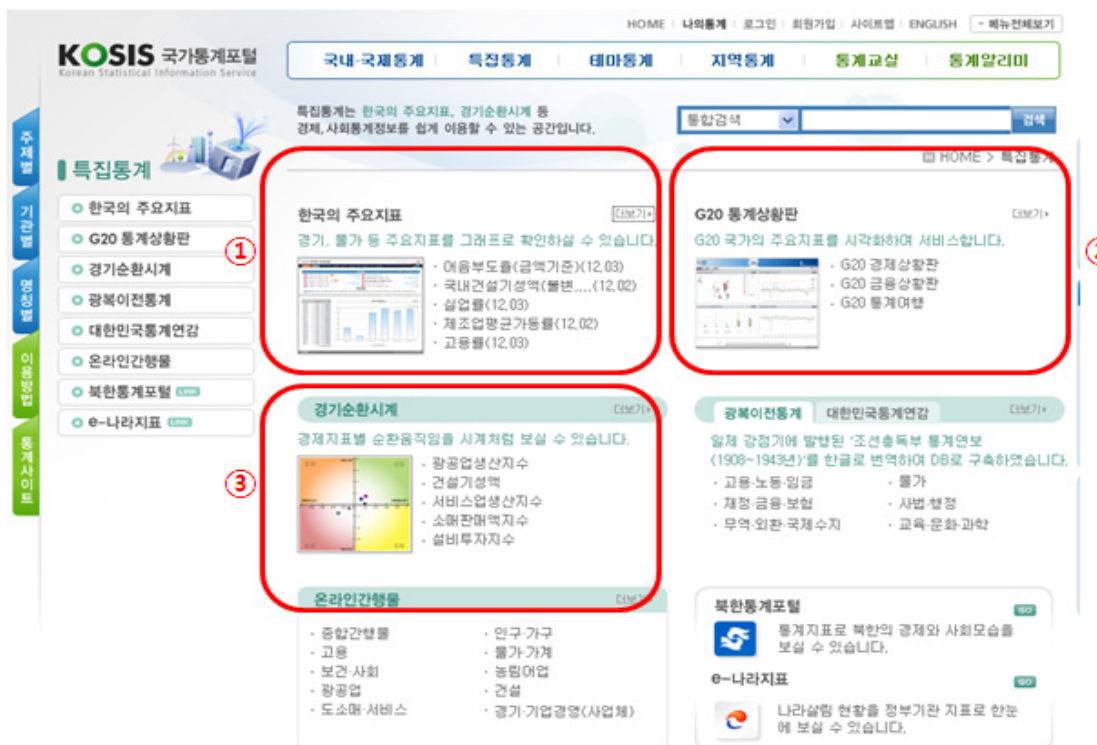 HOME 나의통계 로그인 회원가입 사이트맵 ENGLISH 메뉴전체보기
KOSIS 국가통계포털
Korean Statistical Information Service
국내·국제통계 특집통계 테마통계 지역통계 통계교실 통계알리미
특집통계는 한국의 주요지표, 경기순환시계 등
경제,사회통계정보를 쉽게 이용할 수 있는 공간입니다.
통합검색 검색
HOME > 특집통계
주제별
기관별
명칭별
이용방법
통계사이트
특집통계
한국의 주요지표
G20 통계상황판
경기순환시계
광복이전통계
대한민국통계연감
온라인간행물
북한통계포털 LINK
e-나라지표 LINK
①
한국의 주요지표 더보기
경기, 물가 등 주요지표를 그래프로 확인하실 수 있습니다.
· 어음부도율(금액기준)(12.03)
· 국내건설기성액(불변....(12.02)
· 실업률(12.03)
· 제조업평균가동률(12.02)
· 고용률(12.03)
G20 통계상황판 더보기
G20 국가의 주요지표를 시각화하여 서비스합니다.
· G20 경제상황판
· G20 금융상황판
· G20 통계여행
③
경기순환시계 더보기
경제지표별 순환움직임을 시계처럼 보실 수 있습니다.
· 광공업생산지수
· 건설기성액
· 서비스업생산지수
· 소매판매액지수
· 설비투자지수
광복이전통계 대한민국통계연감 더보기
일제 강점기에 발행된 '조선총독부 통계연보
(1908~1943년)'를 한글로 번역하여 DB로 구축하였습니다.
· 고용·노동·임금 · 물가
· 재정·금융·보험 · 사법·행정
· 무역·외환·국제수지 · 교육·문화·과학
온라인간행물 더보기
· 종합간행물 · 인구·가구
· 고용 · 물가·가계
· 보건·사회 · 농림어업
· 광공업 · 건설
· 도소매·서비스 · 경기·기업경영(사업체)
북한통계포털 GO
통계지표로 북한의 경제와 사회모습을
보실 수 있습니다.
e-나라지표 GO
나라살림 현황을 정부기관 지표로 한눈
에 보실 수 있습니다.